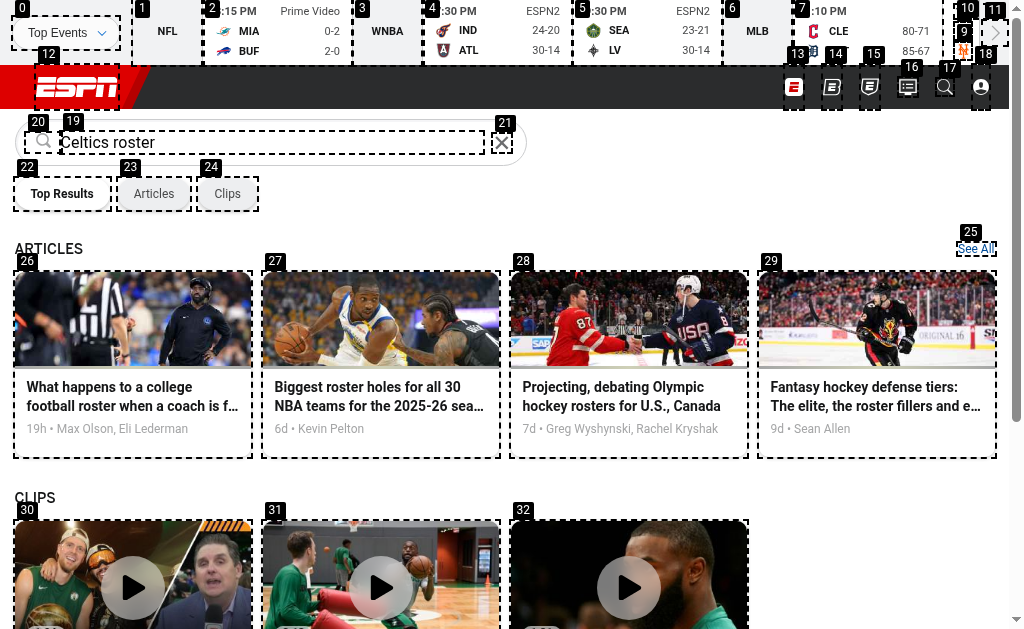 Top Events
NFL
:15 PM Prime Video
MIA 0-2
BUF 2-0
WNBA
:30 PM ESPN2
IND 24-20
ATL 30-14
:30 PM ESPN2
SEA 23-21
LV 30-14
MLB
:10 PM
CLE 80-71
85-67
0
1
2
3
4
5
6
7
9
10
11
12
ESPN
13
14
15
16
17
18
20
19
21
Celtics roster
22
23
24
Top Results
Articles
Clips
ARTICLES
25
See All
26
27
28
29
What happens to a college
football roster when a coach is f...
19h • Max Olson, Eli Lederman
Biggest roster holes for all 30
NBA teams for the 2025-26 sea...
6d • Kevin Pelton
Projecting, debating Olympic
hockey rosters for U.S., Canada
7d • Greg Wyshynski, Rachel Kryshak
Fantasy hockey defense tiers:
The elite, the roster fillers and e...
9d • Sean Allen
87
USA
SAP
ORIGINAL 16
CLIPS
30
31
32